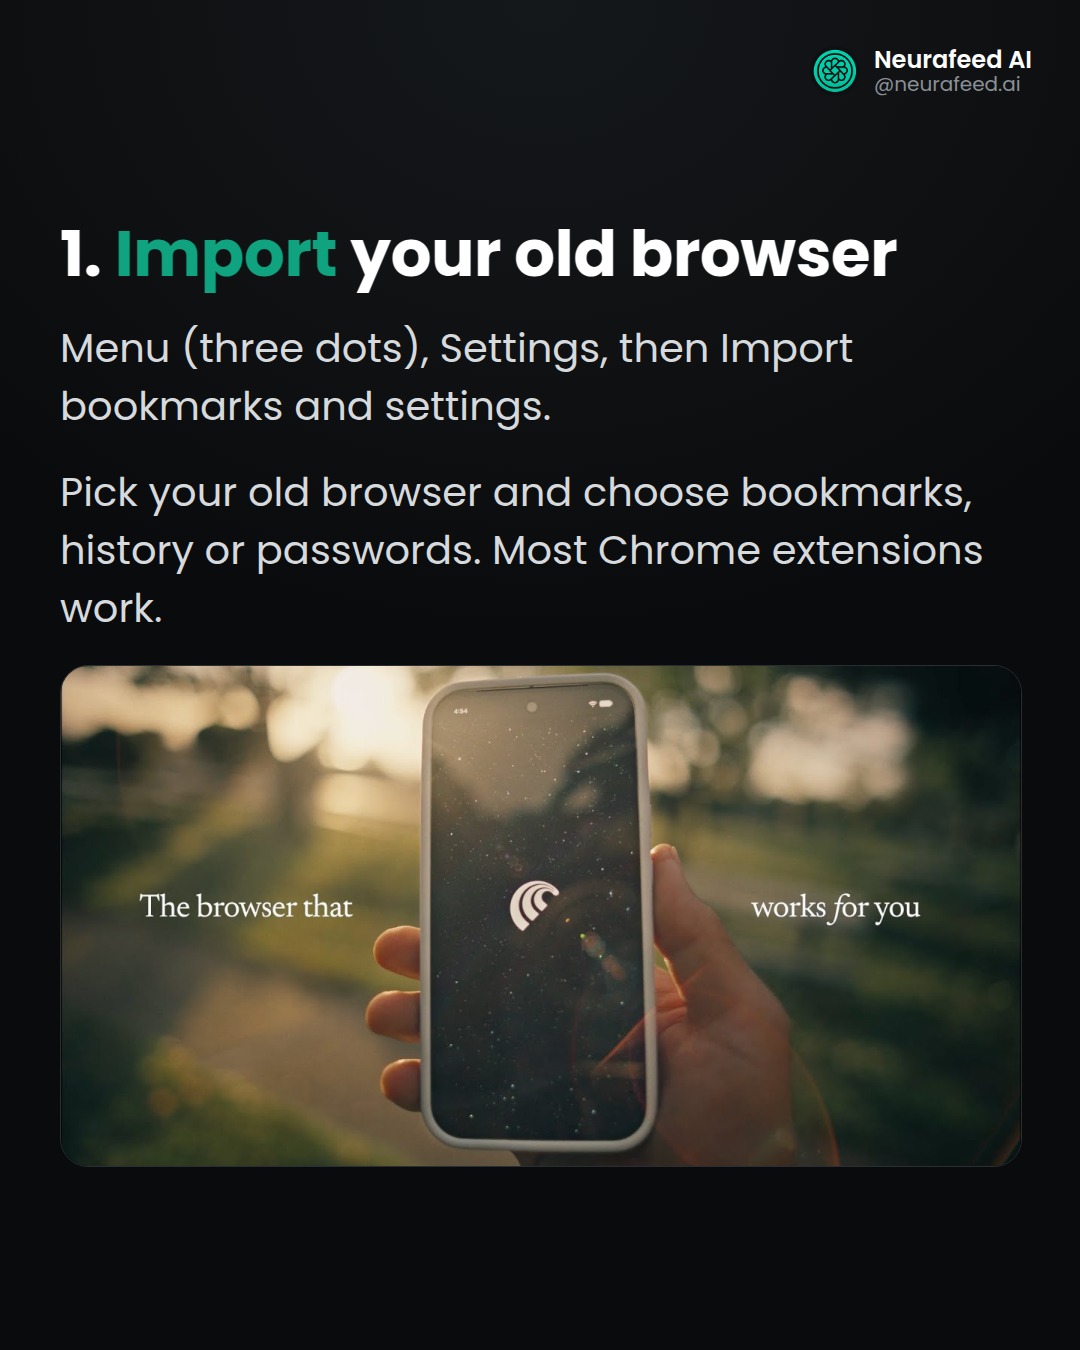 Neurafeed AI
@neurafeed.ai
1. Import your old browser
Menu (three dots), Settings, then Import
bookmarks and settings.
Pick your old browser and choose bookmarks,
history or passwords. Most Chrome extensions
work.
4:54
The browser that
works for you